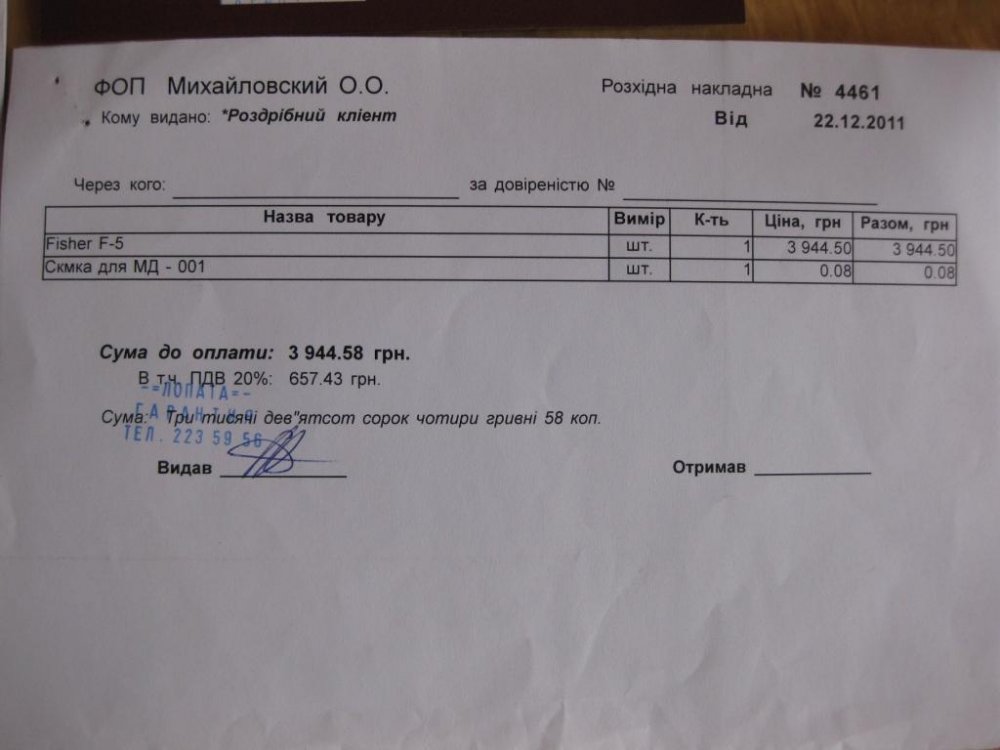 ФОП Михайловский О.О.
Розхідна накладна № 4461
Кому видано: *Роздрібний клієнт
Від 22.12.2011
Через кого: за довіреністю №
Назва товару Вимір К-ть Ціна, грн Разом, грн
Fisher F-5 шт. 1 3 944.50 3 944.50
Скмка для МД - 001 шт. 1 0.08 0.08
Сума до оплати: 3 944.58 грн.
В т.ч. ПДВ 20%: 657.43 грн.
-=ЛОПАТА=-
ГАРАНТИЯ
Сума: Три тисячі дев"ятсот сорок чотири гривні 58 коп.
ТЕЛ. 223 59 56
Видав Отримав